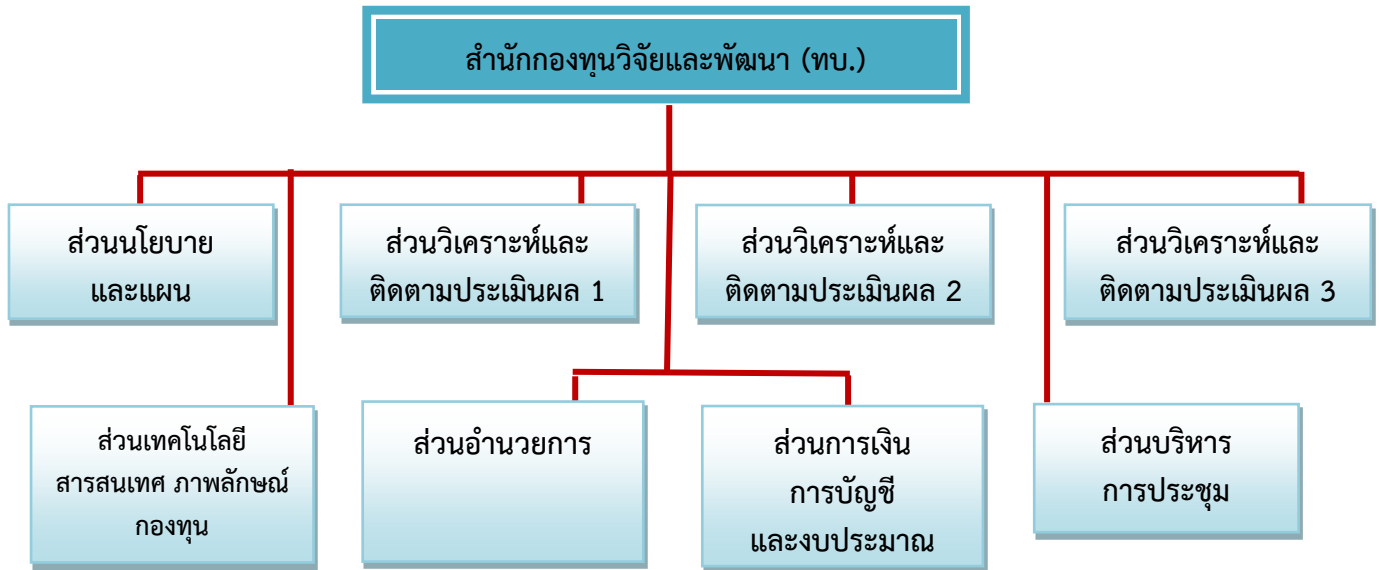 สำนักกองทุนวิจัยและพัฒนา (ทบ.)
ส่วนนโยบาย
และแผน
ส่วนวิเคราะห์และ
ติดตามประเมินผล 1
ส่วนวิเคราะห์และ
ติดตามประเมินผล 2
ส่วนวิเคราะห์และ
ติดตามประเมินผล 3
ส่วนเทคโนโลยี
สารสนเทศ ภาพลักษณ์
กองทุน
ส่วนอำนวยการ
ส่วนการเงิน
การบัญชี
และงบประมาณ
ส่วนบริหาร
การประชุม